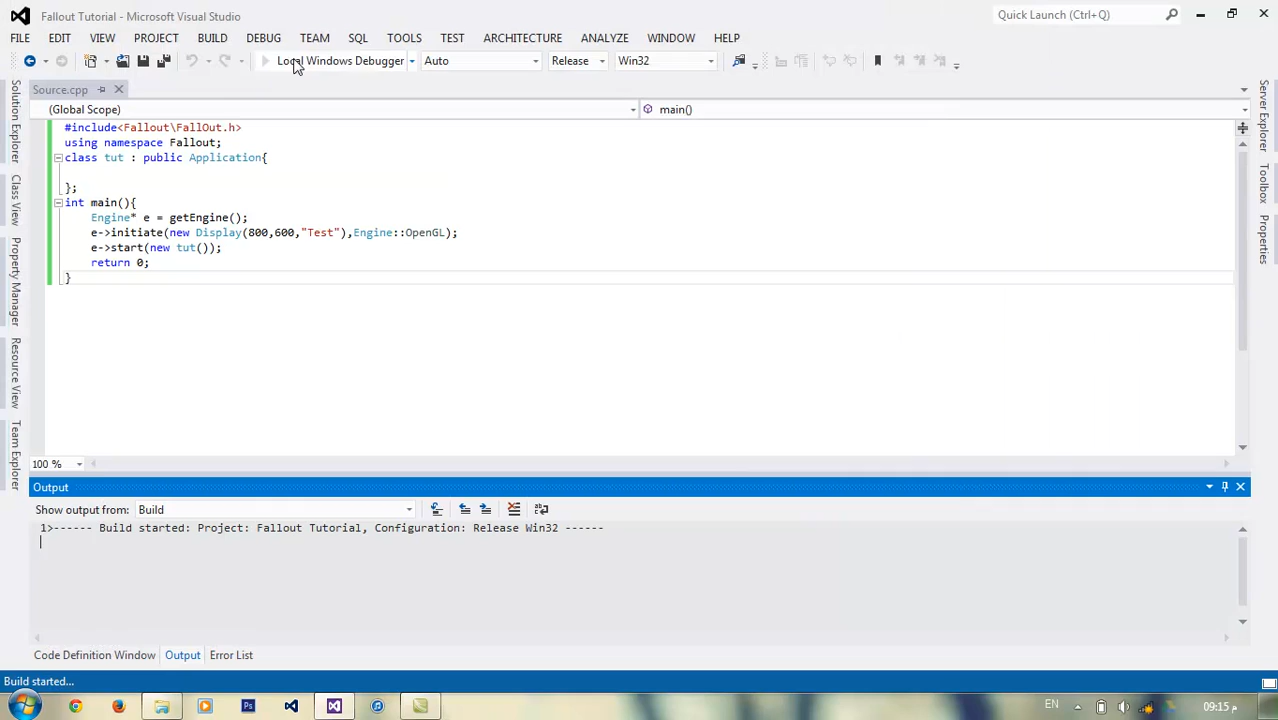 Fallout Tutorial - Microsoft Visual Studio
Quick Launch (Ctrl+Q)
FILE EDIT VIEW PROJECT BUILD DEBUG TEAM SQL TOOLS TEST ARCHITECTURE ANALYZE WINDOW HELP
Local Windows Debugger Auto Release Win32
Source.cpp
(Global Scope) main()
#include<Fallout\FallOut.h>
using namespace Fallout;
class tut : public Application{
};
int main(){
Engine* e = getEngine();
e->initiate(new Display(800,600,"Test"),Engine::OpenGL);
e->start(new tut());
return 0;
}
Solution Explorer
Class View
Property Manager
Resource View
Team Explorer
Server Explorer
Toolbox
Properties
100 %
Output
Show output from: Build
1>------ Build started: Project: Fallout Tutorial, Configuration: Release Win32 ------
Code Definition Window Output Error List
Build started...
Ps
EN
09:15 م